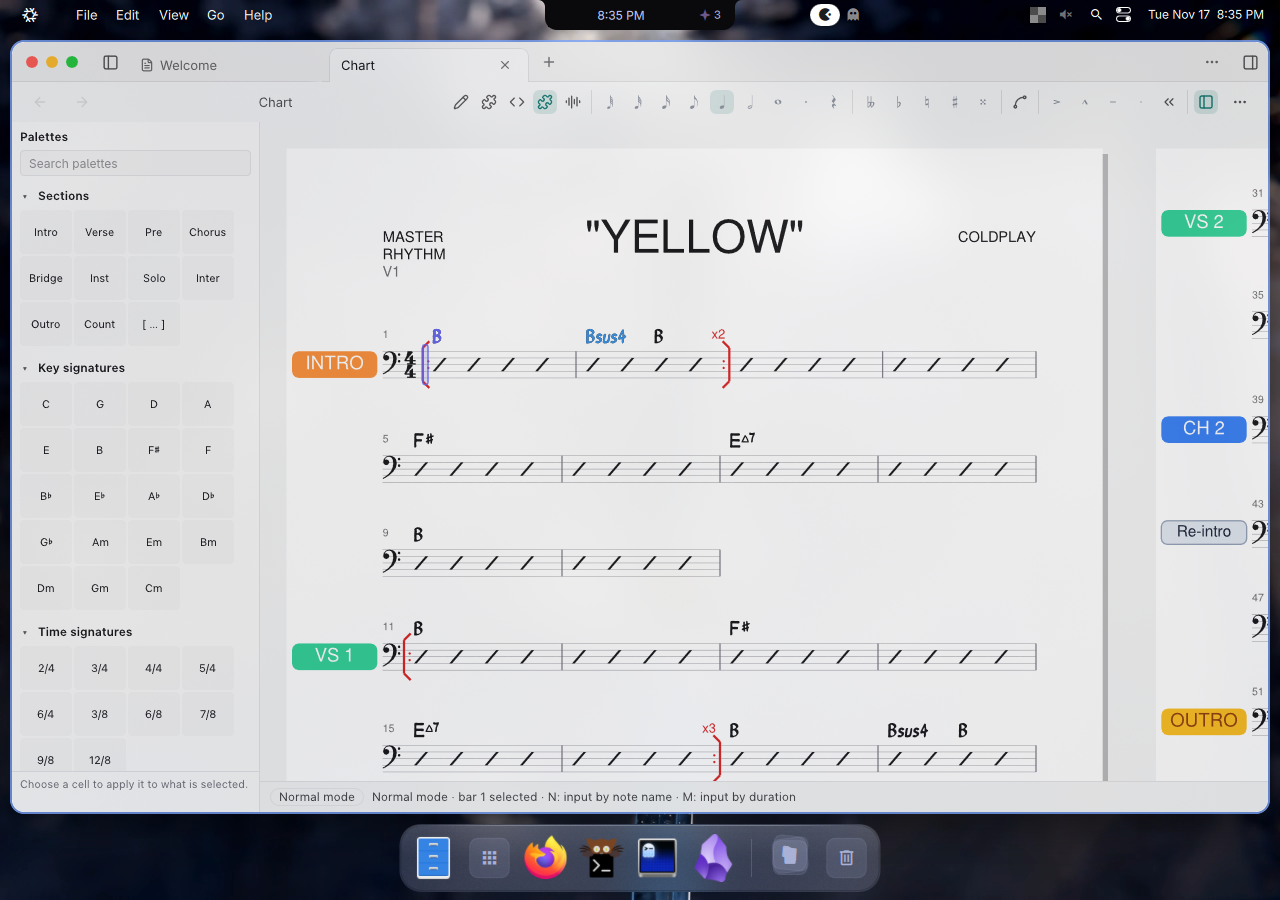 File Edit View Go Help
8:35 PM
3
Tue Nov 17 8:35 PM
Welcome
Chart
Chart
Palettes
Search palettes
Sections
Intro Verse Pre Chorus
Bridge Inst Solo Inter
Outro Count [ ... ]
Key signatures
C G D A
E B F♯ F
B♭ E♭ A♭ D♭
G♭ Am Em Bm
Dm Gm Cm
Time signatures
2/4 3/4 4/4 5/4
6/4 3/8 6/8 7/8
9/8 12/8
Choose a cell to apply it to what is selected.
MASTER
RHYTHM
V1
"YELLOW"
COLDPLAY
1 B Bsus4 B x2
INTRO 4/4
5 F♯ E△7
9 B
11 B F♯
VS 1
15 E△7 x3 B Bsus4 B
31
VS 2
35
39
CH 2
43
Re-intro
47
51
OUTRO
Normal mode Normal mode · bar 1 selected · N: input by note name · M: input by duration